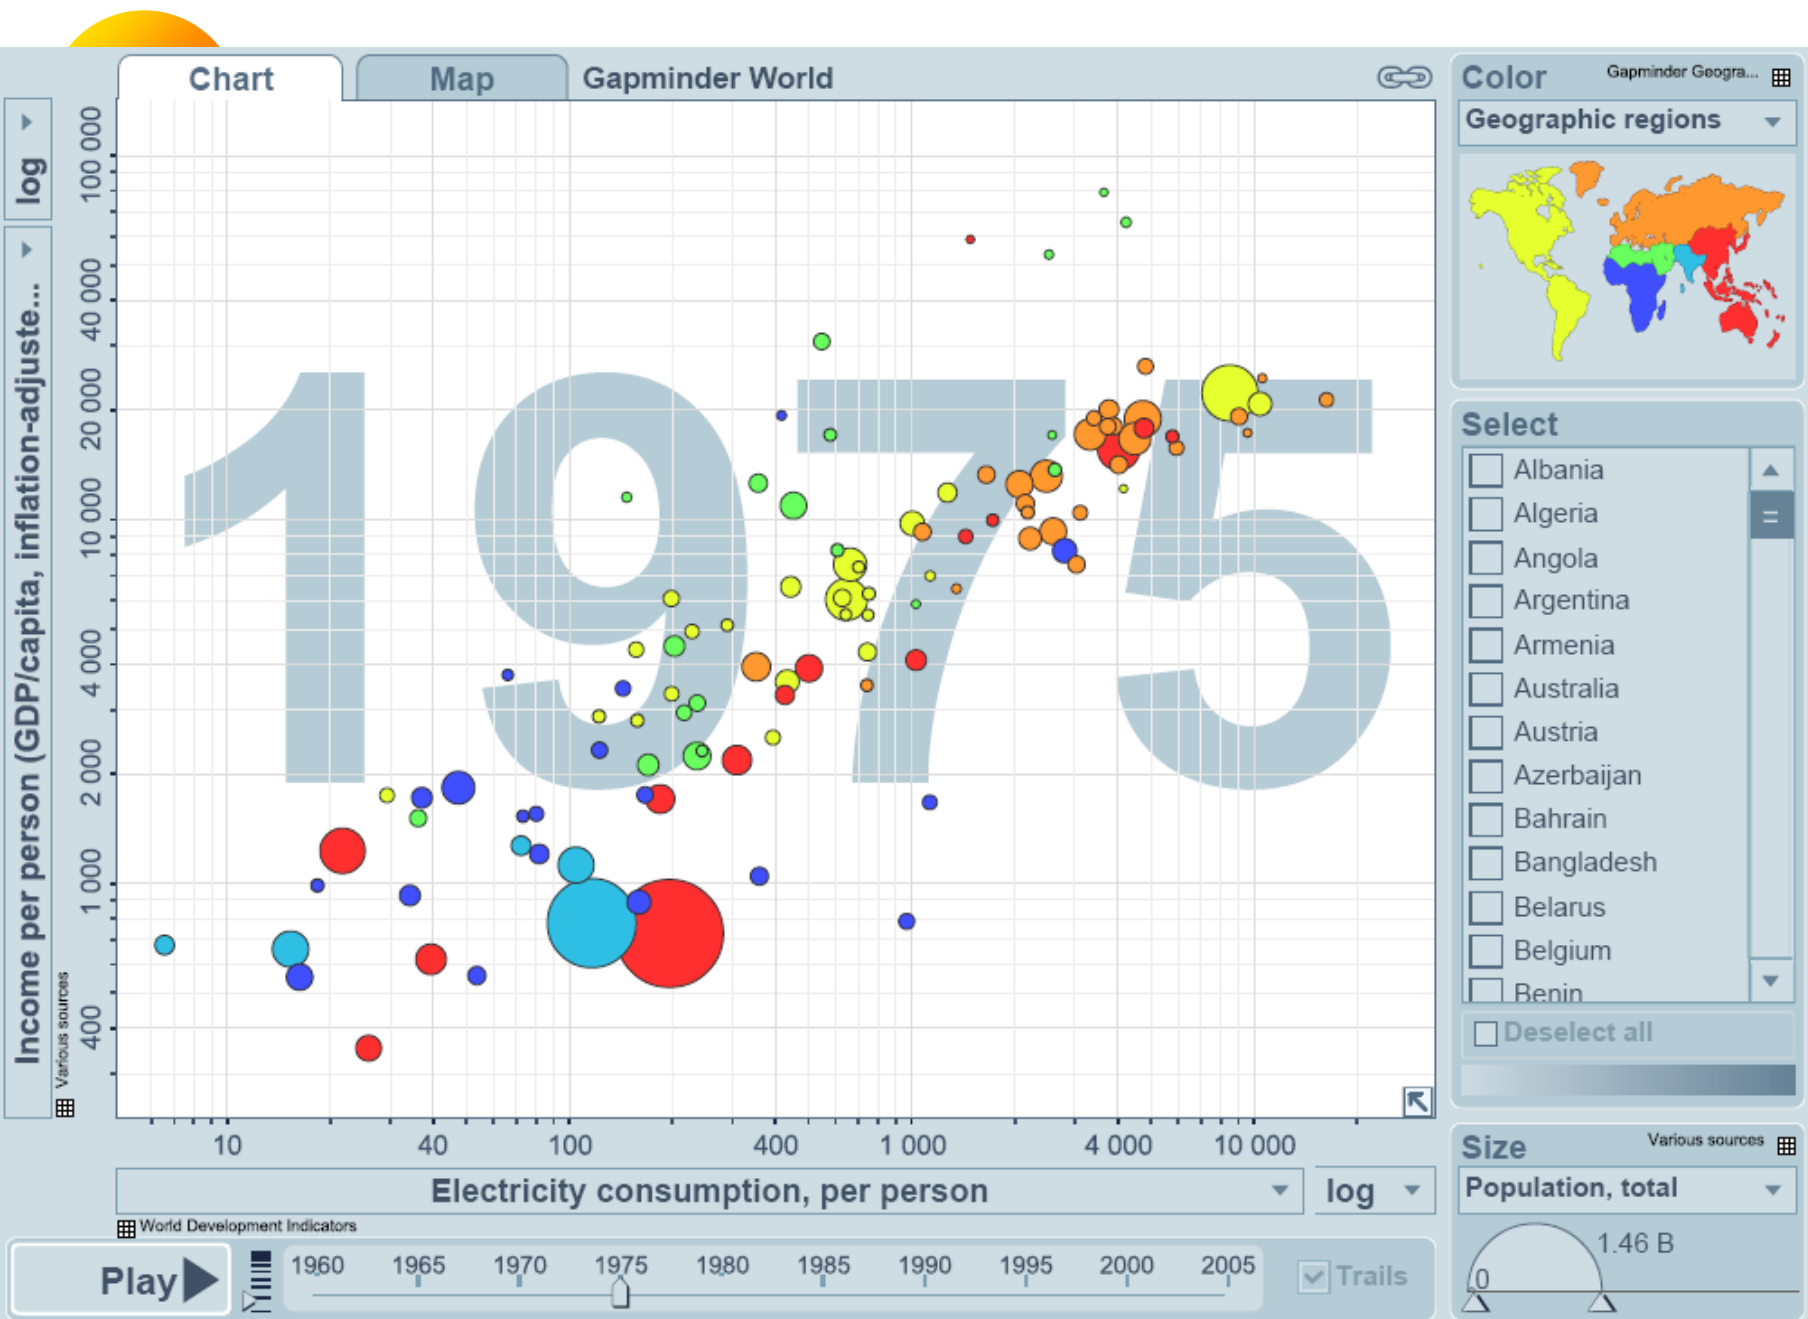 Chart
Map
Gapminder World
Color
Gapminder Geogra...
Geographic regions
log
Income per person (GDP/capita, inflation-adjuste...
Various sources
100 000
40 000
20 000
10 000
4 000
2 000
1 000
400
1975
Select
Albania
Algeria
Angola
Argentina
Armenia
Australia
Austria
Azerbaijan
Bahrain
Bangladesh
Belarus
Belgium
Benin
Deselect all
10 40 100 400 1 000 4 000 10 000
Electricity consumption, per person
log
World Development Indicators
Size
Various sources
Population, total
1.46 B
0
Play
1960 1965 1970 1975 1980 1985 1990 1995 2000 2005
Trails